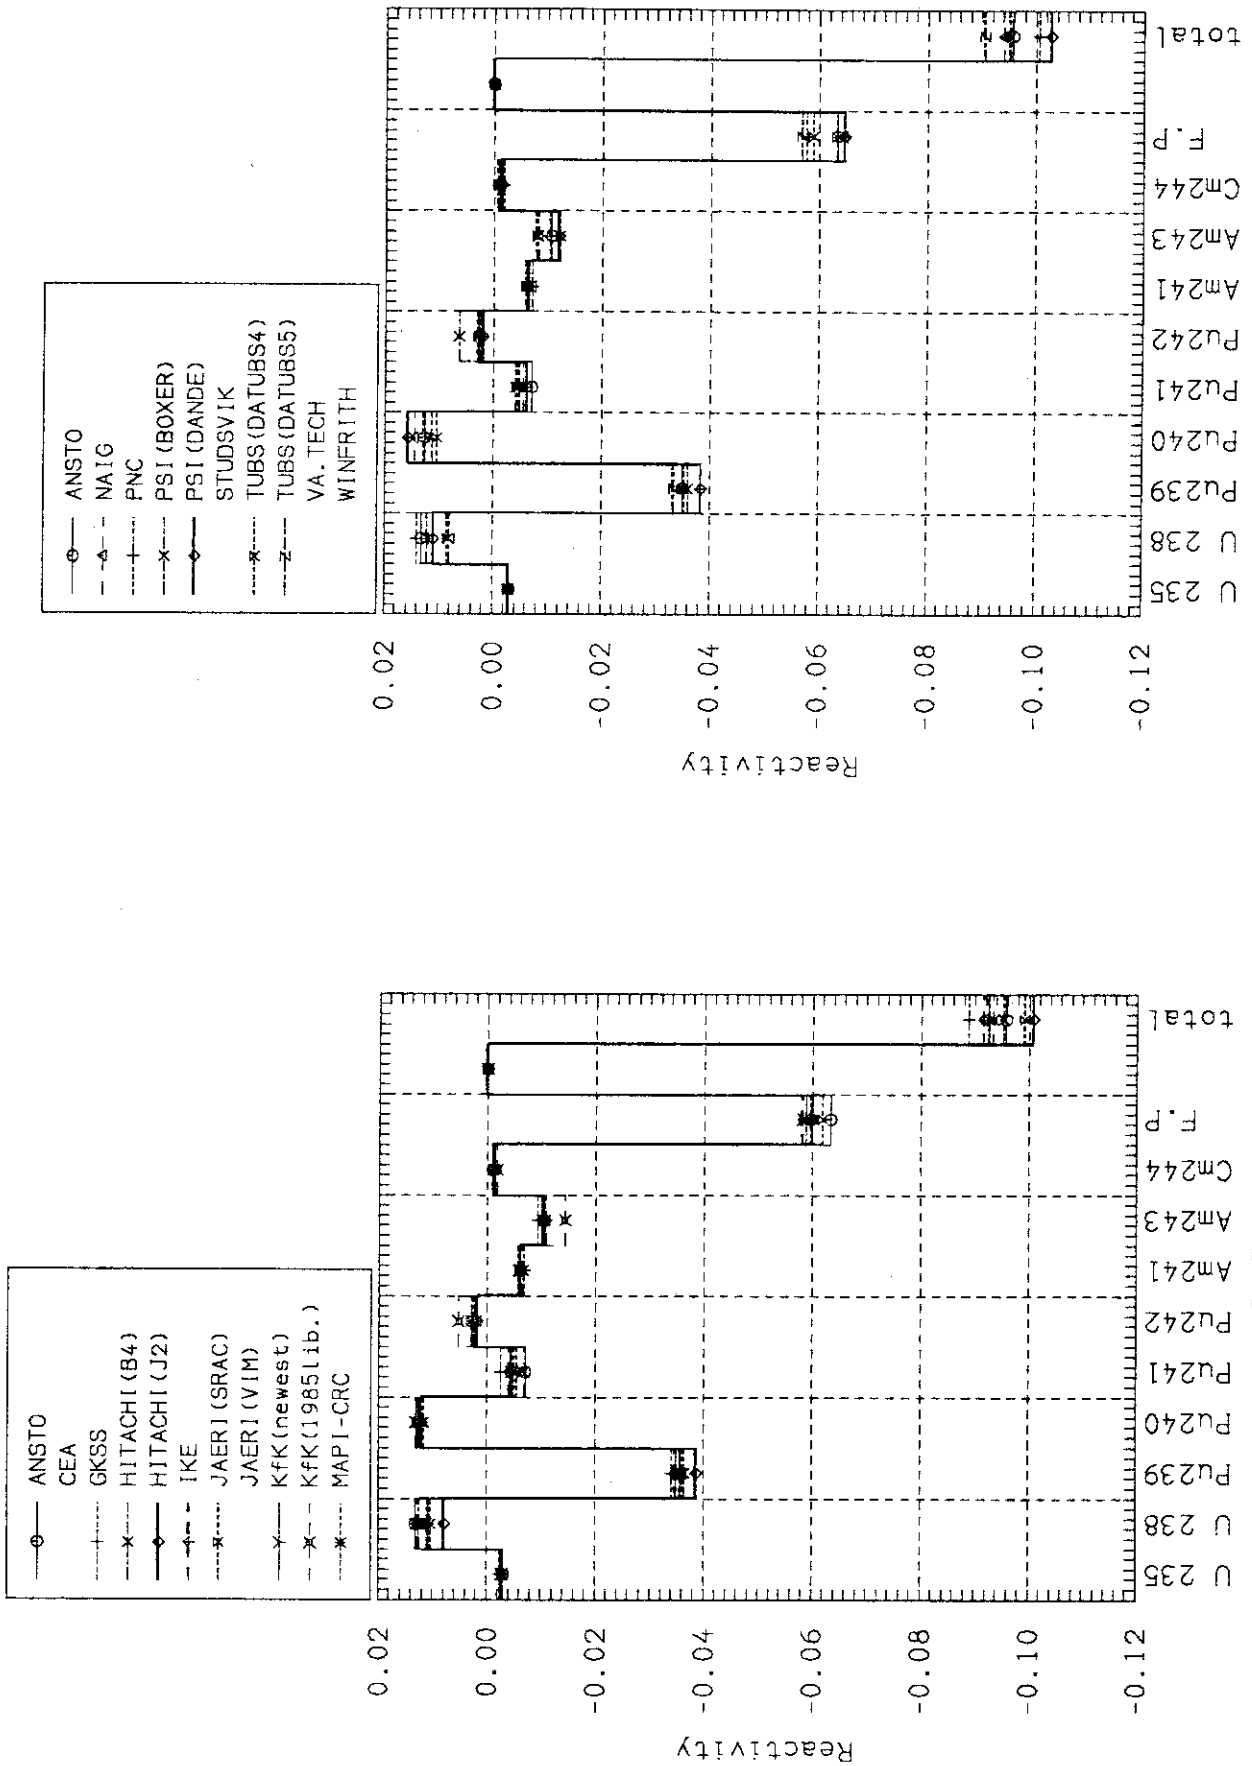 ANSTO
CEA
GKSS
HITACHI(B4)
HITACHI(J2)
IKE
JAERI(SRAC)
JAERI(VIM)
KfK(newest)
KfK(1985lib.)
MAPI-CRC
Reactivity
0.02
0.00
-0.02
-0.04
-0.06
-0.08
-0.10
-0.12
U 235
U 238
Pu239
Pu240
Pu241
Pu242
Am241
Am243
Cm244
F.P
total
ANSTO
NAIG
PNC
PSI(BOXER)
PSI(DANDE)
STUDSVIK
TUBS(DATUBS4)
TUBS(DATUBS5)
VA.TECH
WINFRITH
Reactivity
0.02
0.00
-0.02
-0.04
-0.06
-0.08
-0.10
-0.12
U 235
U 238
Pu239
Pu240
Pu241
Pu242
Am241
Am243
Cm244
F.P
total